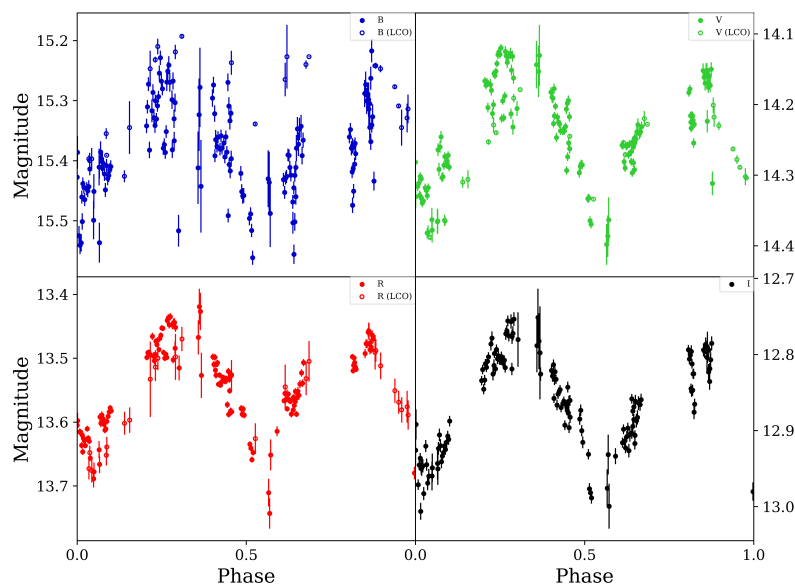 B
B (LCO)
V
V (LCO)
15.2
15.3
15.4
15.5
Magnitude
14.1
14.2
14.3
14.4
R
R (LCO)
I
13.4
13.5
13.6
13.7
Magnitude
12.7
12.8
12.9
13.0
0.0
0.5
0.0
0.5
1.0
Phase
Phase